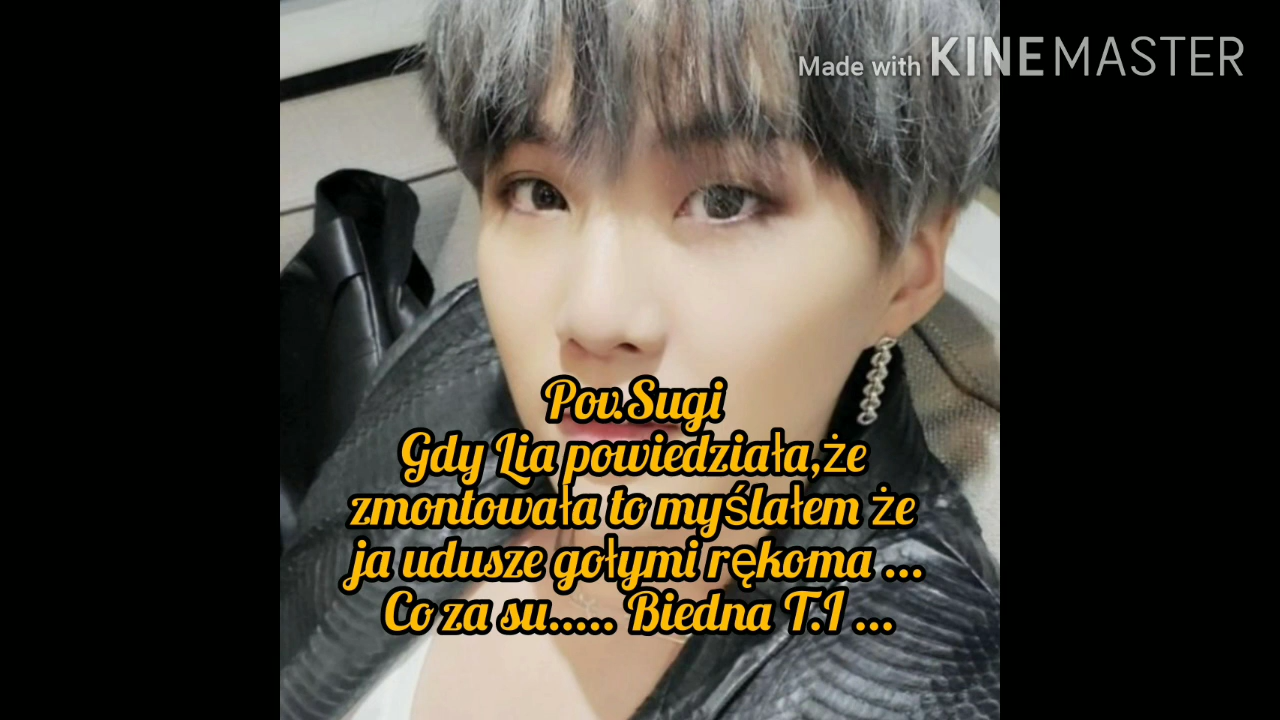 Made with KINEMASTER
Pov.Sugi
Gdy Lia powiedziała,że
zmontowała to myślałem że
ja udusze gołymi rękoma ...
Co za su..... Biedna T.I ...